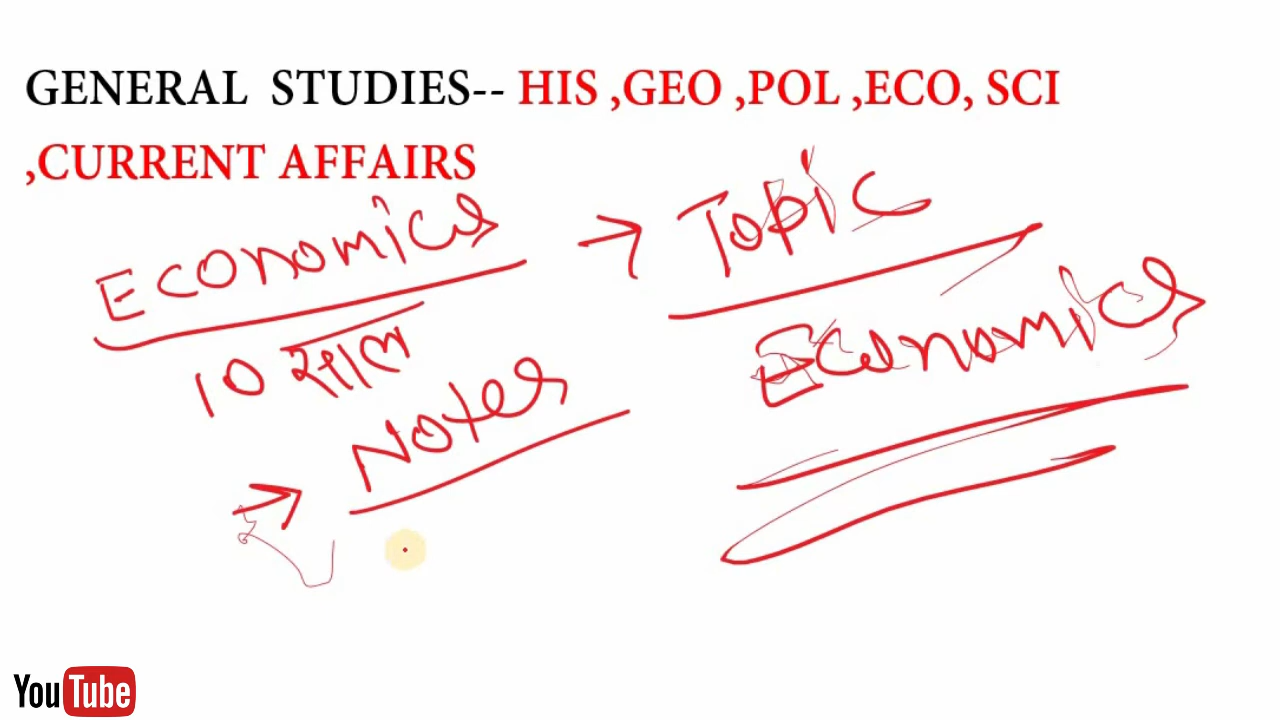 GENERAL STUDIES-- HIS ,GEO ,POL ,ECO, SCI
,CURRENT AFFAIRS
Economics → Topic
Economics
10 साल
Notes
→
YouTube